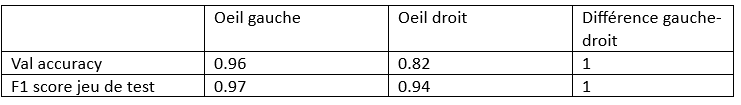 Oeil gauche Oeil droit Différence gauche-
droit
Val accuracy 0.96 0.82 1
F1 score jeu de test 0.97 0.94 1